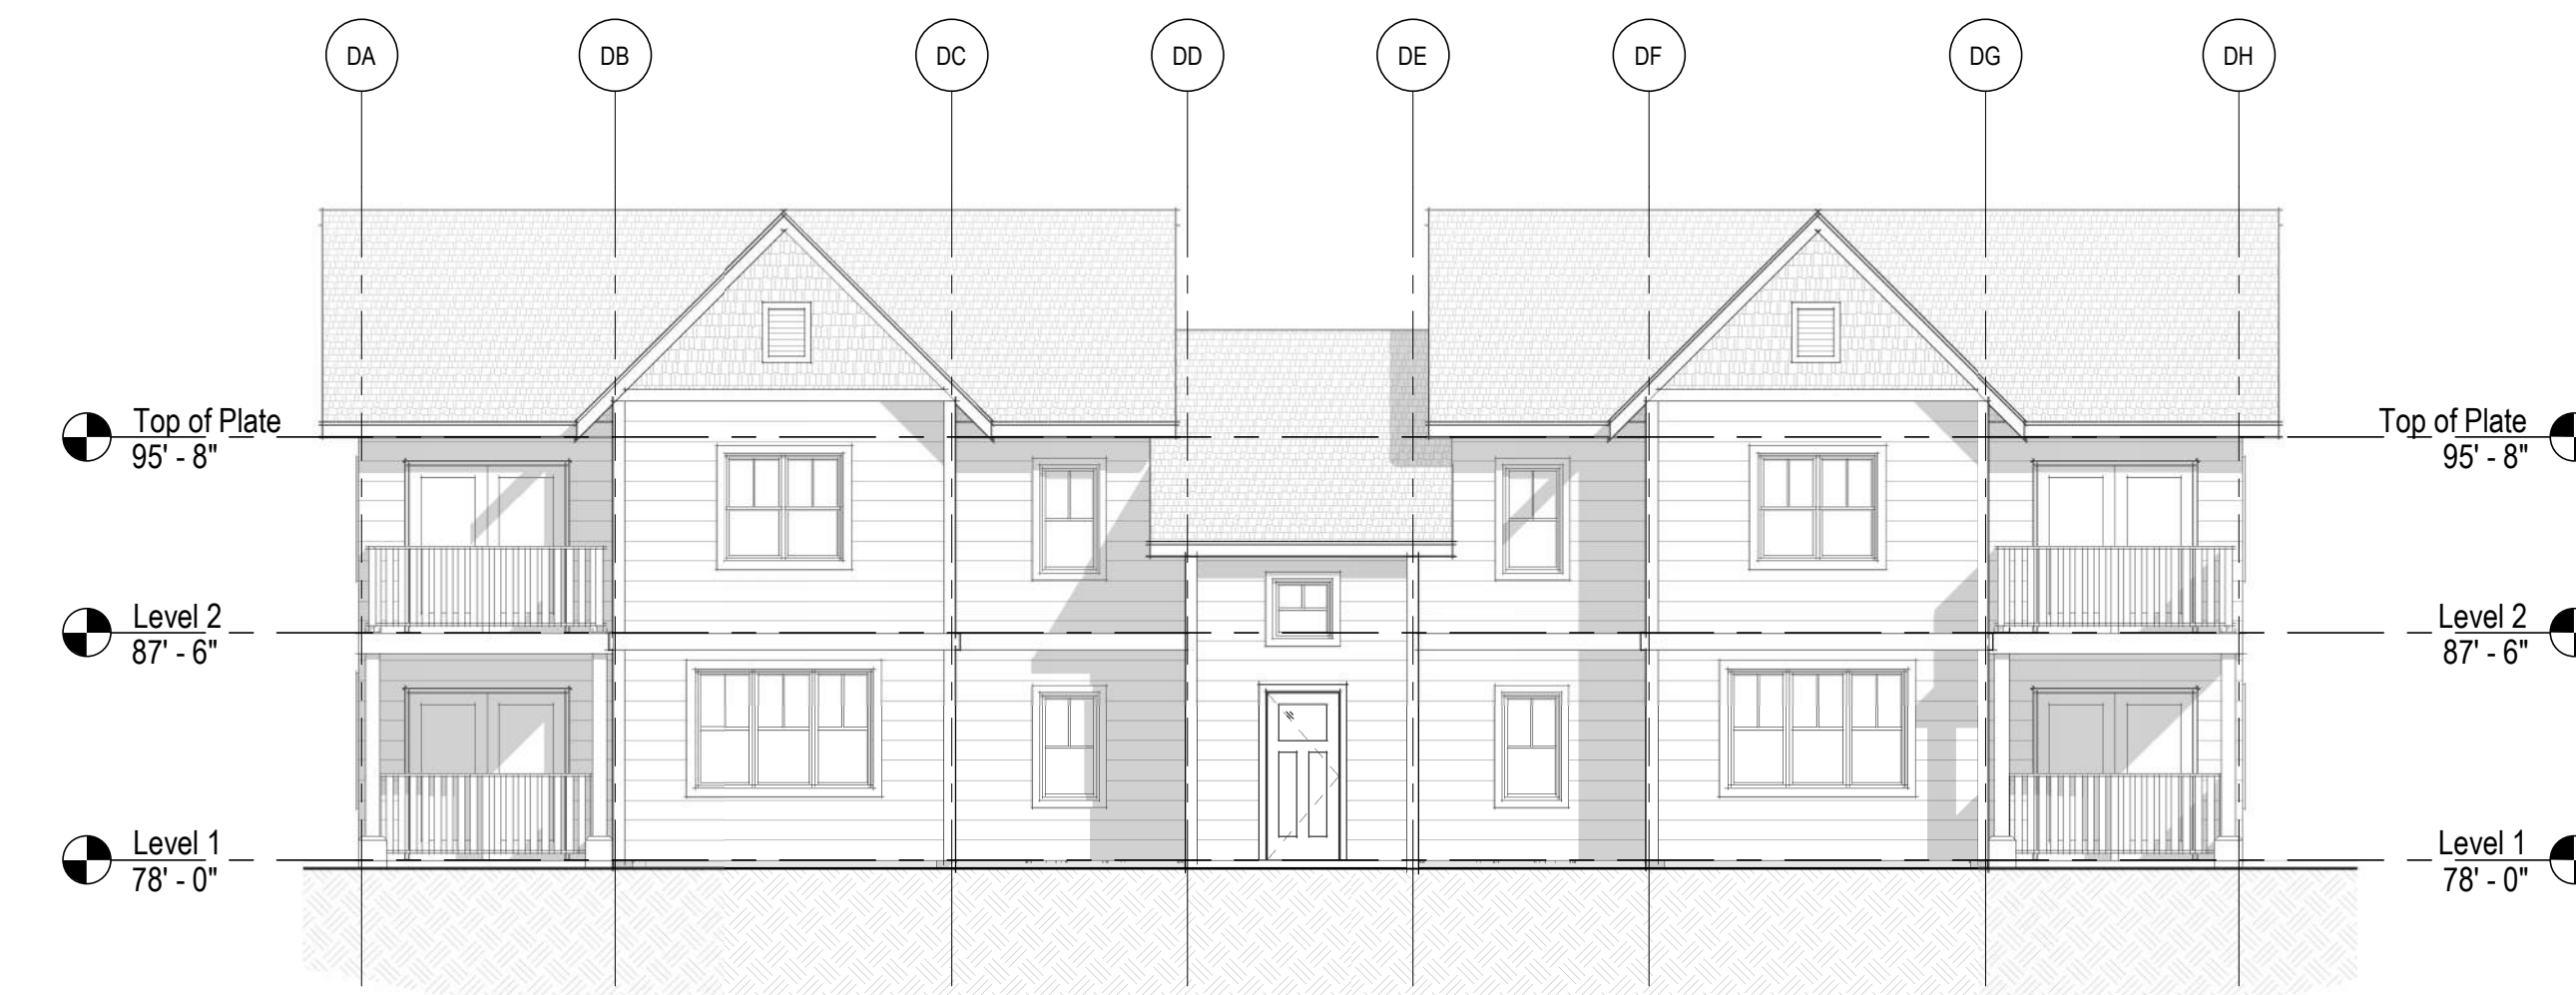 DA DB DC DD DE DF DG DH
Top of Plate
95' - 8"
Level 2
87' - 6"
Level 1
78' - 0"
Top of Plate
95' - 8"
Level 2
87' - 6"
Level 1
78' - 0"